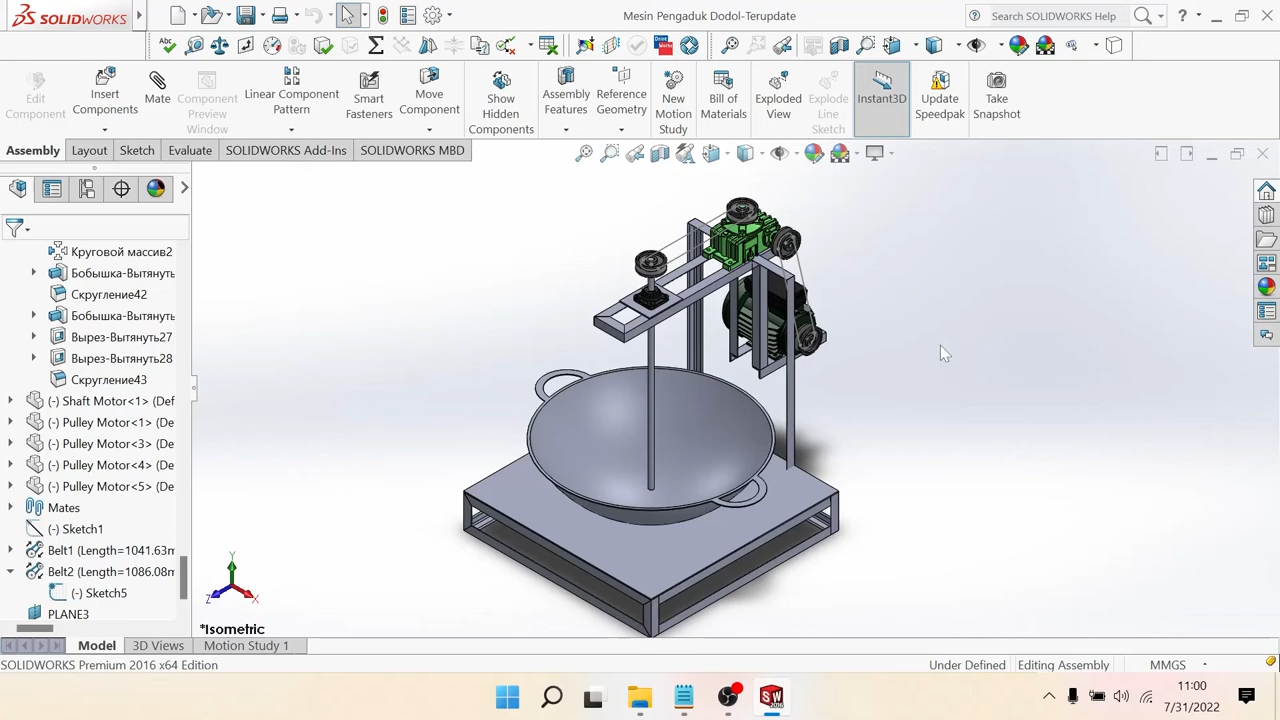 SOLIDWORKS
Mesin Pengaduk Dodol-Terupdate
Search SOLIDWORKS Help
Edit Component
Insert Components
Mate
Component Preview Window
Linear Component Pattern
Smart Fasteners
Move Component
Show Hidden Components
Assembly Features
Reference Geometry
New Motion Study
Bill of Materials
Exploded View
Explode Line Sketch
Instant3D
Update Speedpak
Take Snapshot
Assembly Layout Sketch Evaluate SOLIDWORKS Add-Ins SOLIDWORKS MBD
Круговой массив2
Бобышка-Вытянуть
Скругление42
Бобышка-Вытянуть
Вырез-Вытянуть27
Вырез-Вытянуть28
Скругление43
(-) Shaft Motor<1> (Def
(-) Pulley Motor<1> (De
(-) Pulley Motor<3> (De
(-) Pulley Motor<4> (De
(-) Pulley Motor<5> (De
Mates
(-) Sketch1
Belt1 (Length=1041.63m
Belt2 (Length=1086.08m
(-) Sketch5
PLANE3
Y
Z
X
*Isometric
Model 3D Views Motion Study 1
SOLIDWORKS Premium 2016 x64 Edition
Under Defined Editing Assembly MMGS
SW
2016
11:00
7/31/2022